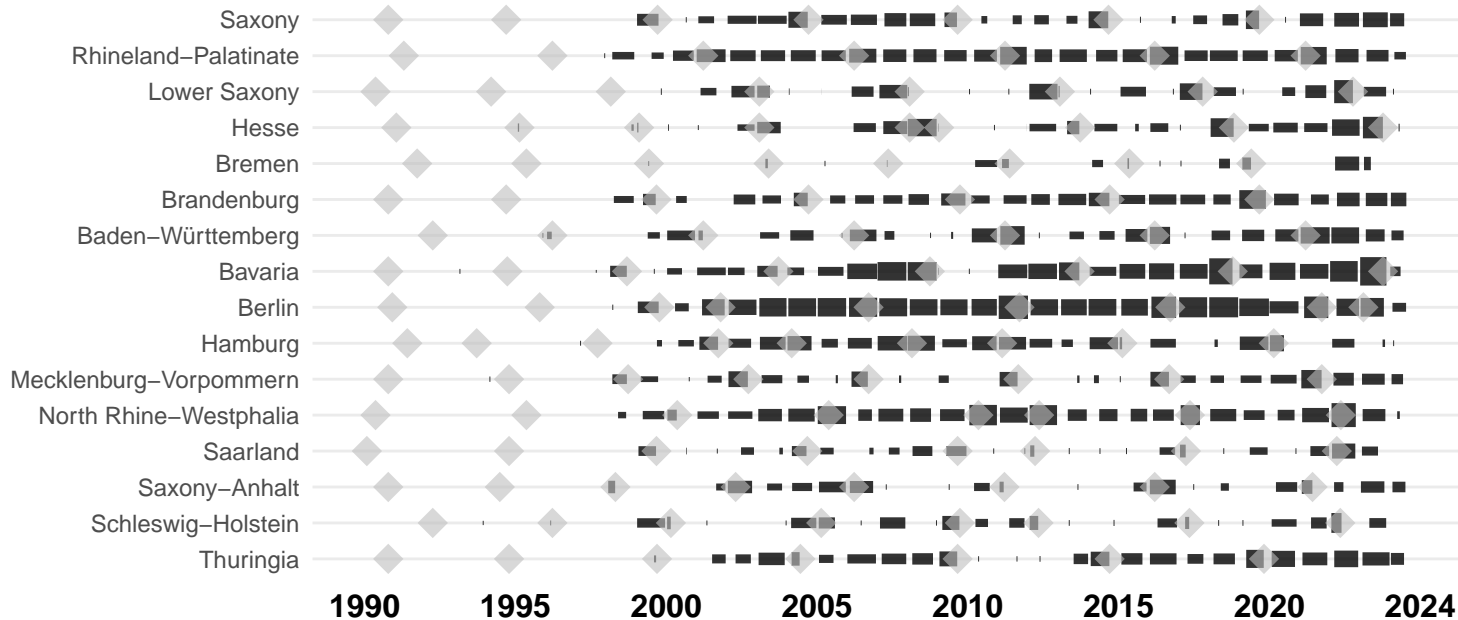 Saxony
Rhineland−Palatinate
Lower Saxony
Hesse
Bremen
Brandenburg
Baden−Württemberg
Bavaria
Berlin
Hamburg
Mecklenburg−Vorpommern
North Rhine−Westphalia
Saarland
Saxony−Anhalt
Schleswig−Holstein
Thuringia
1990 1995 2000 2005 2010 2015 2020 2024